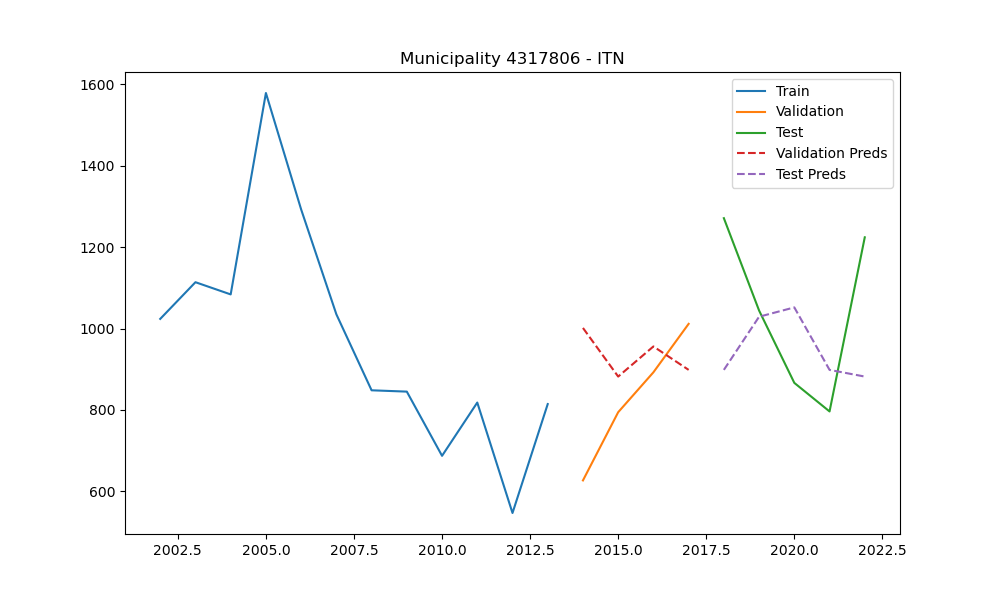 Municipality 4317806 - ITN
1600
1400
1200
1000
800
600
2002.5
2005.0
2007.5
2010.0
2012.5
2015.0
2017.5
2020.0
2022.5
Train
Validation
Test
Validation Preds
Test Preds